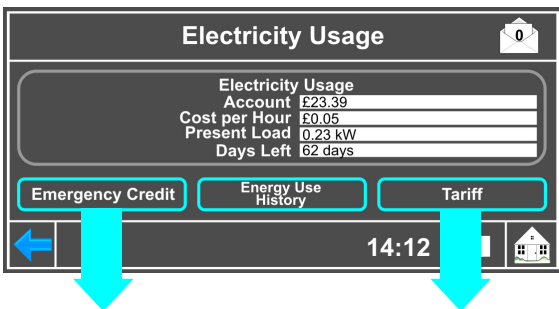 Electricity Usage
0
Electricity Usage
Account £23.39
Cost per Hour £0.05
Present Load 0.23 kW
Days Left 62 days
Emergency Credit
Energy Use
History
Tariff
14:12